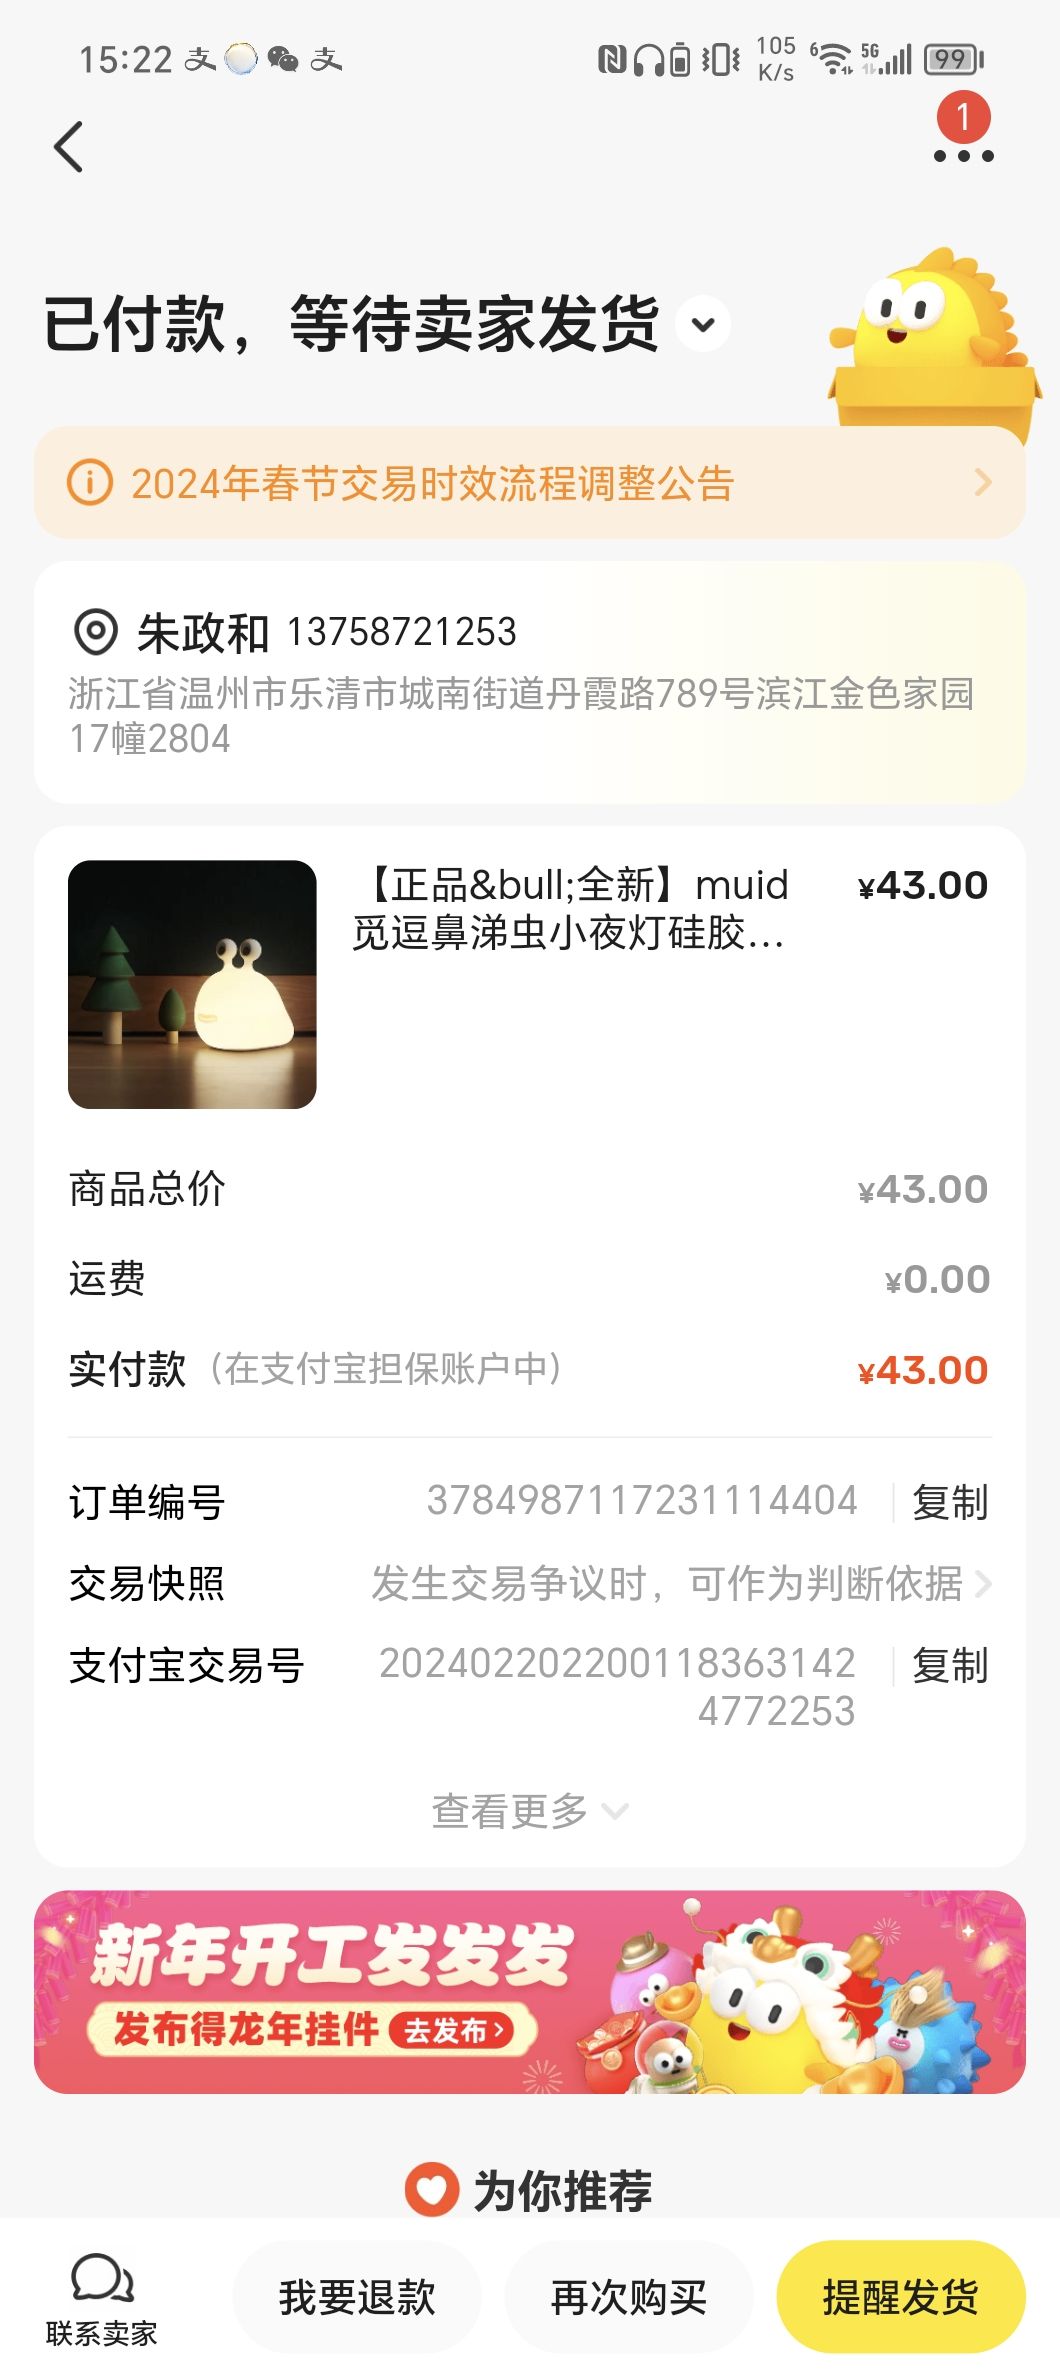 15:22 支 支 105 K/s 6 5G 99
1
已付款，等待卖家发货
2024年春节交易时效流程调整公告
朱政和 13758721253
浙江省温州市乐清市城南街道丹霞路789号滨江金色家园
17幢2804
【正品&bull;全新】muid ¥43.00
觅逗鼻涕虫小夜灯硅胶...
商品总价 ¥43.00
运费 ¥0.00
实付款（在支付宝担保账户中） ¥43.00
订单编号 3784987117231114404 复制
交易快照 发生交易争议时，可作为判断依据
支付宝交易号 202402202200118363142 复制
4772253
查看更多
新年开工发发发
发布得龙年挂件 去发布
为你推荐
联系卖家 我要退款 再次购买 提醒发货